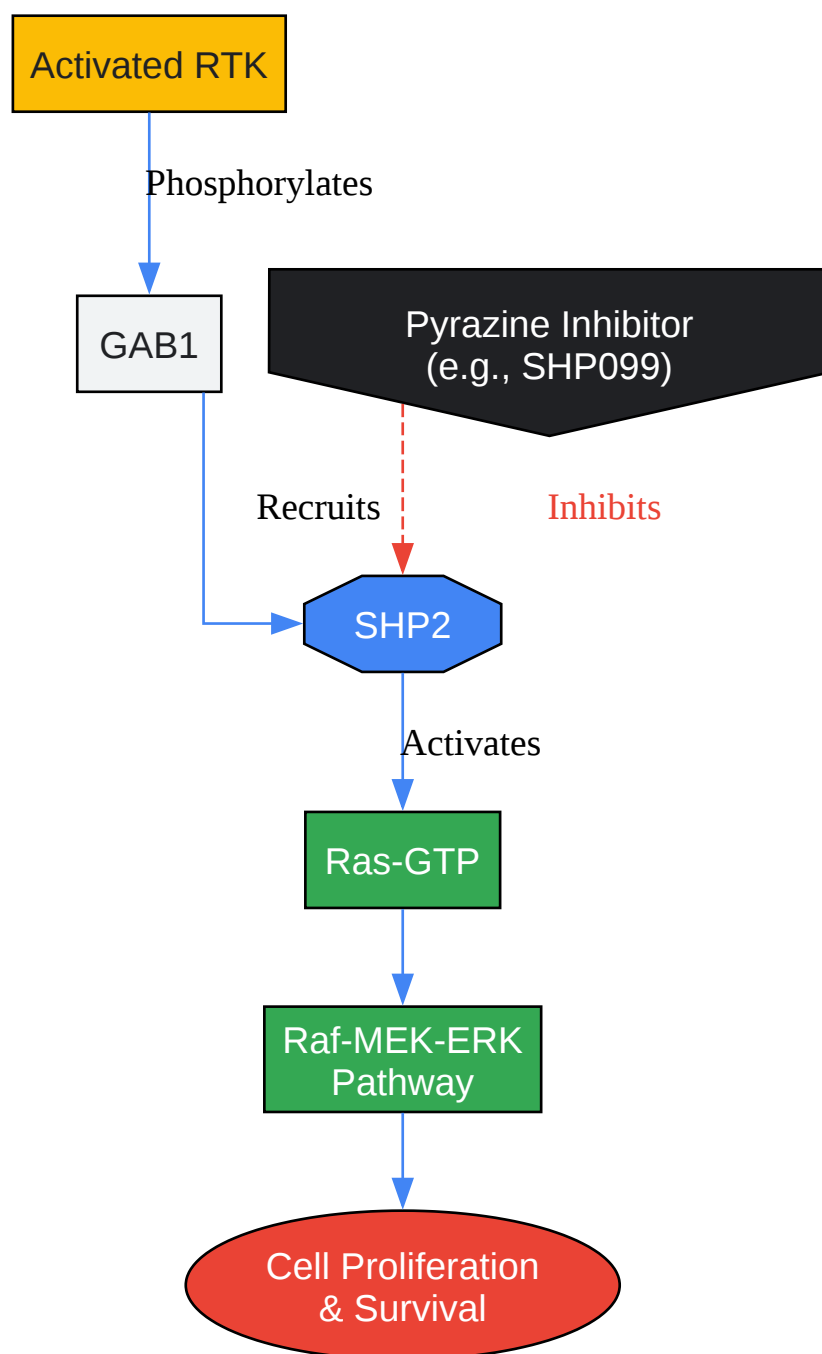 Activated RTK
Phosphorylates
GAB1
Pyrazine Inhibitor
(e.g., SHP099)
Recruits
Inhibits
SHP2
Activates
Ras-GTP
Raf-MEK-ERK
Pathway
Cell Proliferation
& Survival